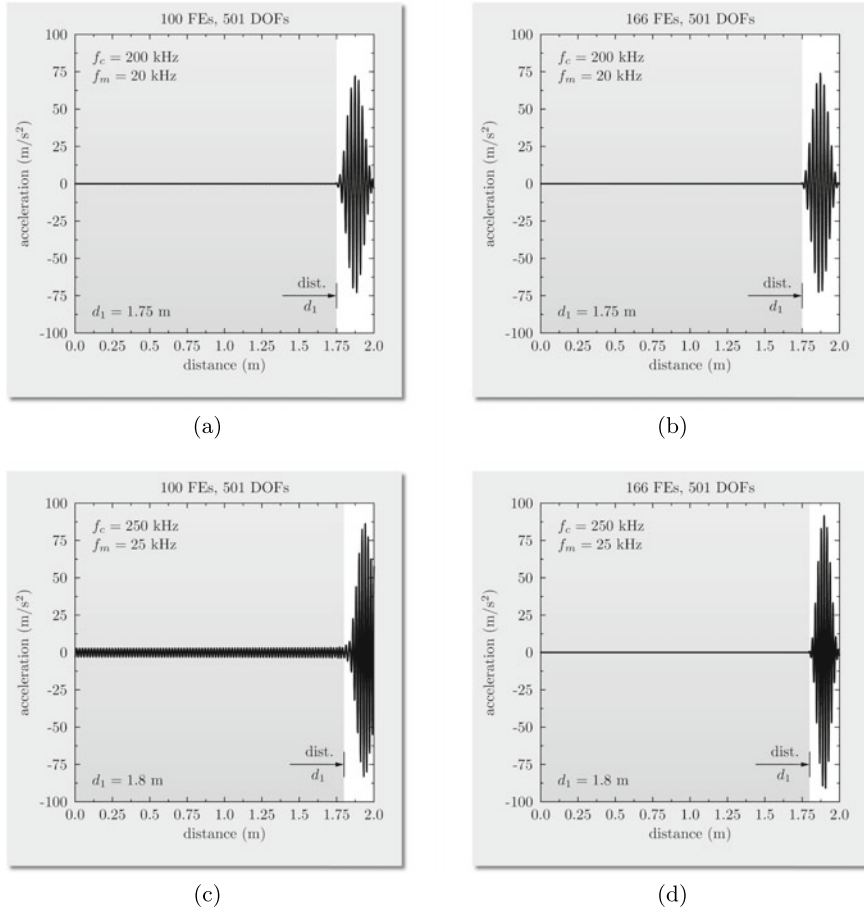 100 FEs, 501 DOFs
f_c = 200 kHz
f_m = 20 kHz
acceleration (m/s²)
100
75
50
25
0
-25
-50
-75
-100
dist.
d₁
d₁ = 1.75 m
0.0 0.25 0.5 0.75 1.0 1.25 1.5 1.75 2.0
distance (m)
(a)
166 FEs, 501 DOFs
f_c = 200 kHz
f_m = 20 kHz
acceleration (m/s²)
100
75
50
25
0
-25
-50
-75
-100
dist.
d₁
d₁ = 1.75 m
0.0 0.25 0.5 0.75 1.0 1.25 1.5 1.75 2.0
distance (m)
(b)
100 FEs, 501 DOFs
f_c = 250 kHz
f_m = 25 kHz
acceleration (m/s²)
100
75
50
25
0
-25
-50
-75
-100
dist.
d₁
d₁ = 1.8 m
0.0 0.25 0.5 0.75 1.0 1.25 1.5 1.75 2.0
distance (m)
(c)
166 FEs, 501 DOFs
f_c = 250 kHz
f_m = 25 kHz
acceleration (m/s²)
100
75
50
25
0
-25
-50
-75
-100
dist.
d₁
d₁ = 1.8 m
0.0 0.25 0.5 0.75 1.0 1.25 1.5 1.75 2.0
distance (m)
(d)